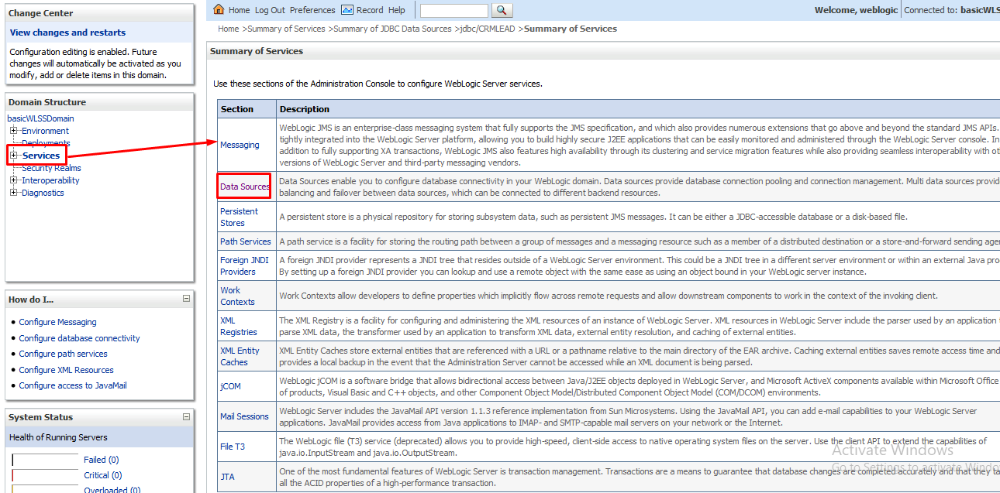 Change Center
View changes and restarts
Configuration editing is enabled. Future
changes will automatically be activated as you
modify, add or delete items in this domain.
Domain Structure
basicWLSSDomain
Environment
Deployments
Services
Security Realms
Interoperability
Diagnostics
How do I...
Configure Messaging
Configure database connectivity
Configure path services
Configure XML Resources
Configure access to JavaMail
System Status
Health of Running Servers
Failed (0)
Critical (0)
Overloaded (0)
Home Log Out Preferences Record Help
Welcome, weblogic Connected to: basicWLS
Home >Summary of Services >Summary of JDBC Data Sources >jdbc/CRMLEAD >Summary of Services
Summary of Services
Use these sections of the Administration Console to configure WebLogic Server services.
Section Description
Messaging
WebLogic JMS is an enterprise-class messaging system that fully supports the JMS specification, and which also provides numerous extensions that go above and beyond the standard JMS APIs.
tightly integrated into the WebLogic Server platform, allowing you to build highly secure J2EE applications that can be easily monitored and administered through the WebLogic Server console. In
addition to fully supporting XA transactions, WebLogic JMS also features high availability through its clustering and service migration features while also providing seamless interoperability with ot
versions of WebLogic Server and third-party messaging vendors.
Data Sources
Data Sources enable you to configure database connectivity in your WebLogic domain. Data sources provide database connection pooling and connection management. Multi data sources provid
balancing and failover between data sources, which can be connected to different backend resources.
Persistent
Stores
A persistent store is a physical repository for storing subsystem data, such as persistent JMS messages. It can be either a JDBC-accessible database or a disk-based file.
Path Services A path service is a facility for storing the routing path between a group of messages and a messaging resource such as a member of a distributed destination or a store-and-forward sending age
Foreign JNDI
Providers
A foreign JNDI provider represents a JNDI tree that resides outside of a WebLogic Server environment. This could be a JNDI tree in a different server environment or within an external Java pro
By setting up a foreign JNDI provider you can lookup and use a remote object with the same ease as using an object bound in your WebLogic server instance.
Work
Contexts
Work Contexts allow developers to define properties which implicitly flow across remote requests and allow downstream components to work in the context of the invoking client.
XML
Registries
The XML Registry is a facility for configuring and administering the XML resources of an instance of WebLogic Server. XML resources in WebLogic Server include the parser used by an application
parse XML data, the transformer used by an application to transform XML data, external entity resolution, and caching of external entities.
XML Entity
Caches
XML Entity Caches store external entities that are referenced with a URL or a pathname relative to the main directory of the EAR archive. Caching external entities saves remote access time and
provides a local backup in the event that the Administration Server cannot be accessed while an XML document is being parsed.
jCOM
WebLogic jCOM is a software bridge that allows bidirectional access between Java/J2EE objects deployed in WebLogic Server, and Microsoft ActiveX components available within Microsoft Office
of products, Visual Basic and C++ objects, and other Component Object Model/Distributed Component Object Model (COM/DCOM) environments.
Mail Sessions
WebLogic Server includes the JavaMail API version 1.1.3 reference implementation from Sun Microsystems. Using the JavaMail API, you can add e-mail capabilities to your WebLogic Server
applications. JavaMail provides access from Java applications to IMAP- and SMTP-capable mail servers on your network or the Internet.
File T3
The WebLogic file (T3) service (deprecated) allows you to provide high-speed, client-side access to native operating system files on the server. Use the client API to extend the capabilities of
java.io.InputStream and java.io.OutputStream.
JTA
One of the most fundamental features of WebLogic Server is transaction management. Transactions are a means to guarantee that database changes are completed accurately and that they ta
all the ACID properties of a high-performance transaction.
Activate Windows
Go to Settings to activate Windo